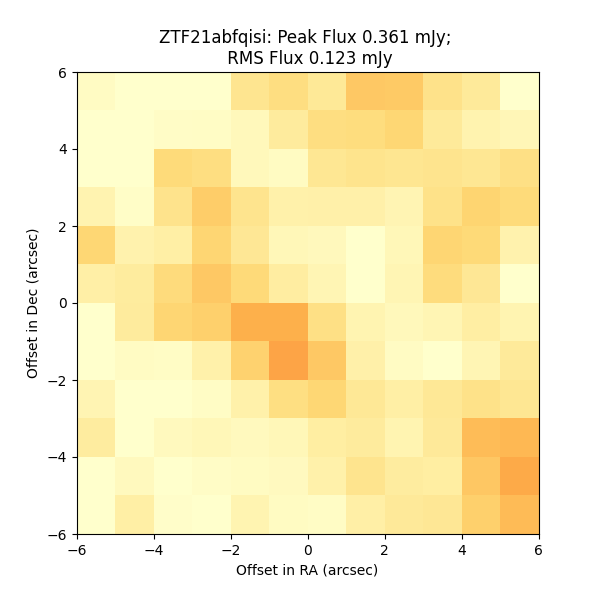 ZTF21abfqisi: Peak Flux 0.361 mJy;
RMS Flux 0.123 mJy
6
4
2
0
−2
−4
−6
Offset in Dec (arcsec)
−6 −4 −2 0 2 4 6
Offset in RA (arcsec)